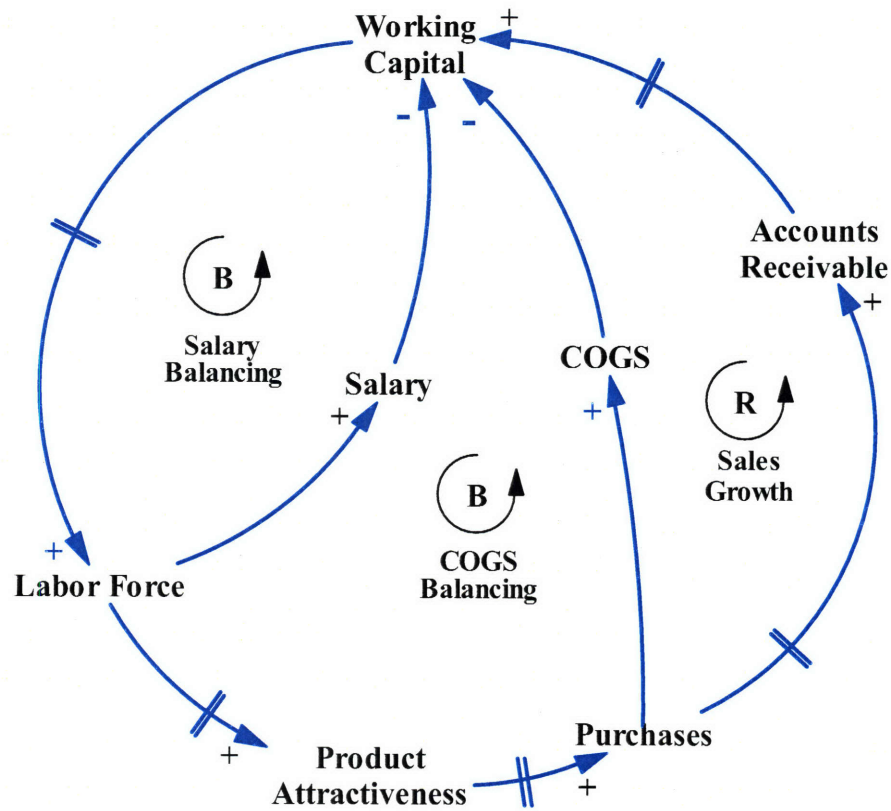 Working
Capital
+
-
-
Accounts
Receivable
+
B
Salary
Balancing
COGS
+
Salary
+
R
Sales
Growth
B
COGS
Balancing
+
Labor Force
Purchases
+
+
Product
Attractiveness